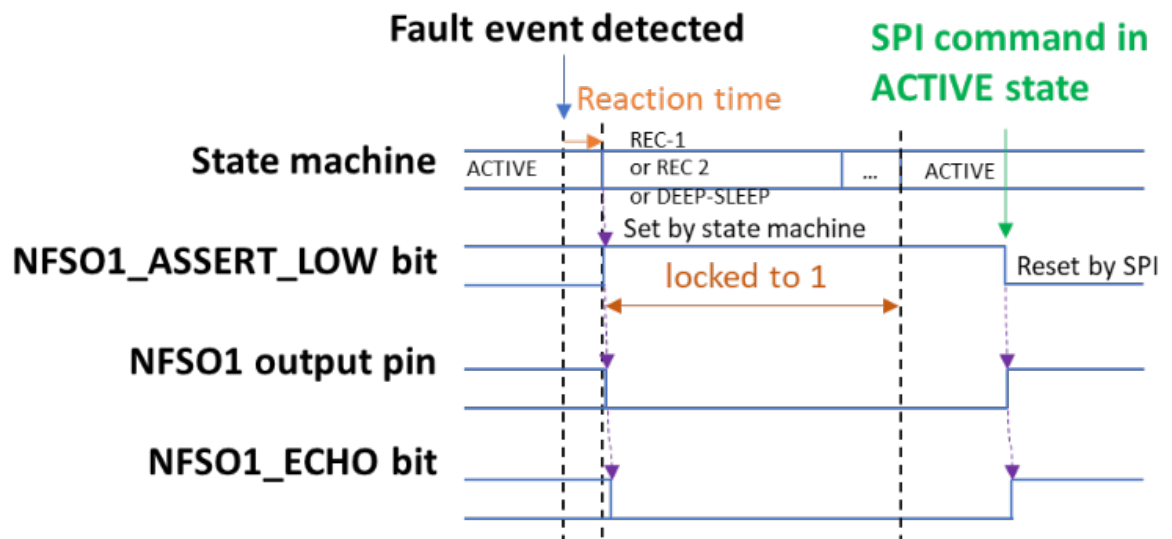 Fault event detected
SPI command in
ACTIVE state
Reaction time
State machine
ACTIVE
REC-1
or REC 2
or DEEP-SLEEP
...
ACTIVE
Set by state machine
NFSO1_ASSERT_LOW bit
locked to 1
Reset by SPI
NFSO1 output pin
NFSO1_ECHO bit